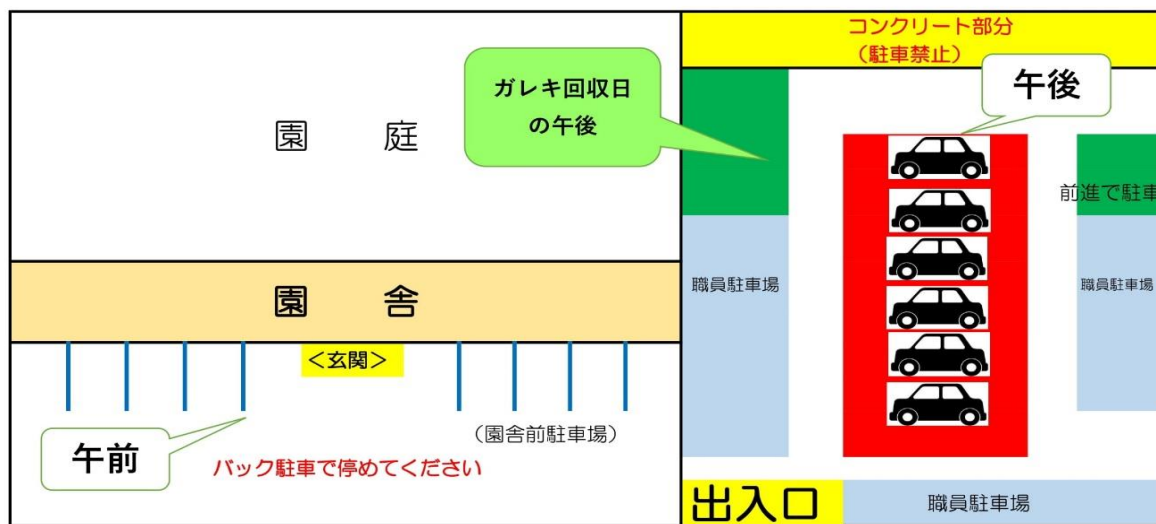 園 庭
園 舎
＜玄関＞
（園舎前駐車場）
午前
バック駐車で停めてください
コンクリート部分
（駐車禁止）
ガレキ回収日
の午後
午後
前進で駐車
職員駐車場
職員駐車場
出入口
職員駐車場